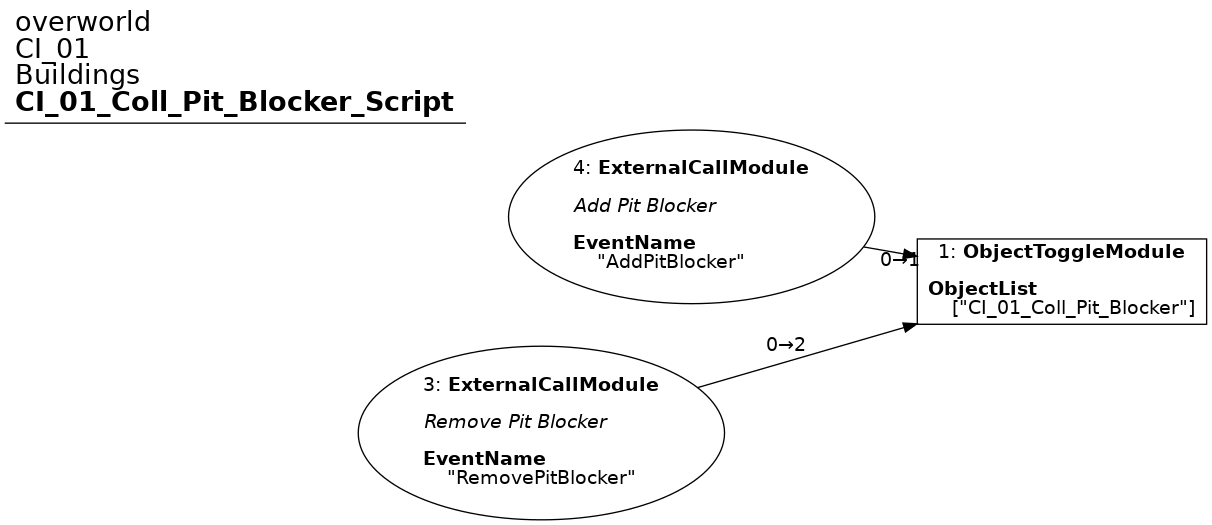 overworld
CI_01
Buildings
CI_01_Coll_Pit_Blocker_Script
4: ExternalCallModule
Add Pit Blocker
EventName
"AddPitBlocker"
0→1
1: ObjectToggleModule
ObjectList
["CI_01_Coll_Pit_Blocker"]
0→2
3: ExternalCallModule
Remove Pit Blocker
EventName
"RemovePitBlocker"